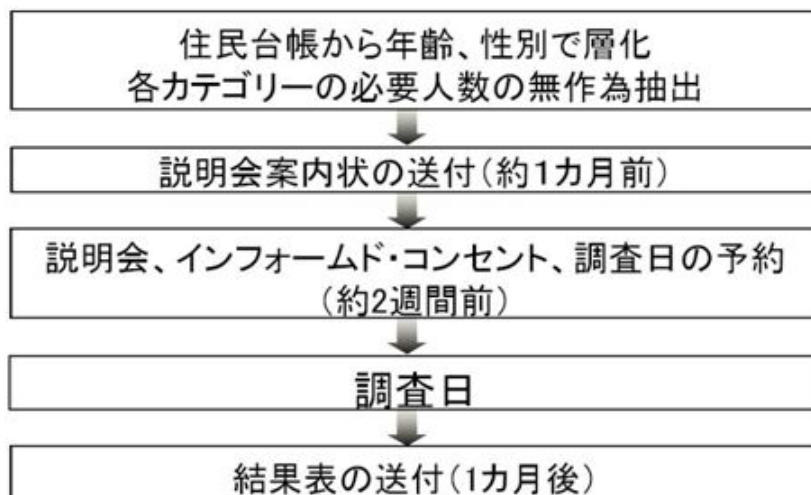 住民台帳から年齢、性別で層化
各カテゴリーの必要人数の無作為抽出
説明会案内状の送付(約1カ月前)
説明会、インフォームド・コンセント、調査日の予約
(約2週間前)
調査日
結果表の送付(1カ月後)